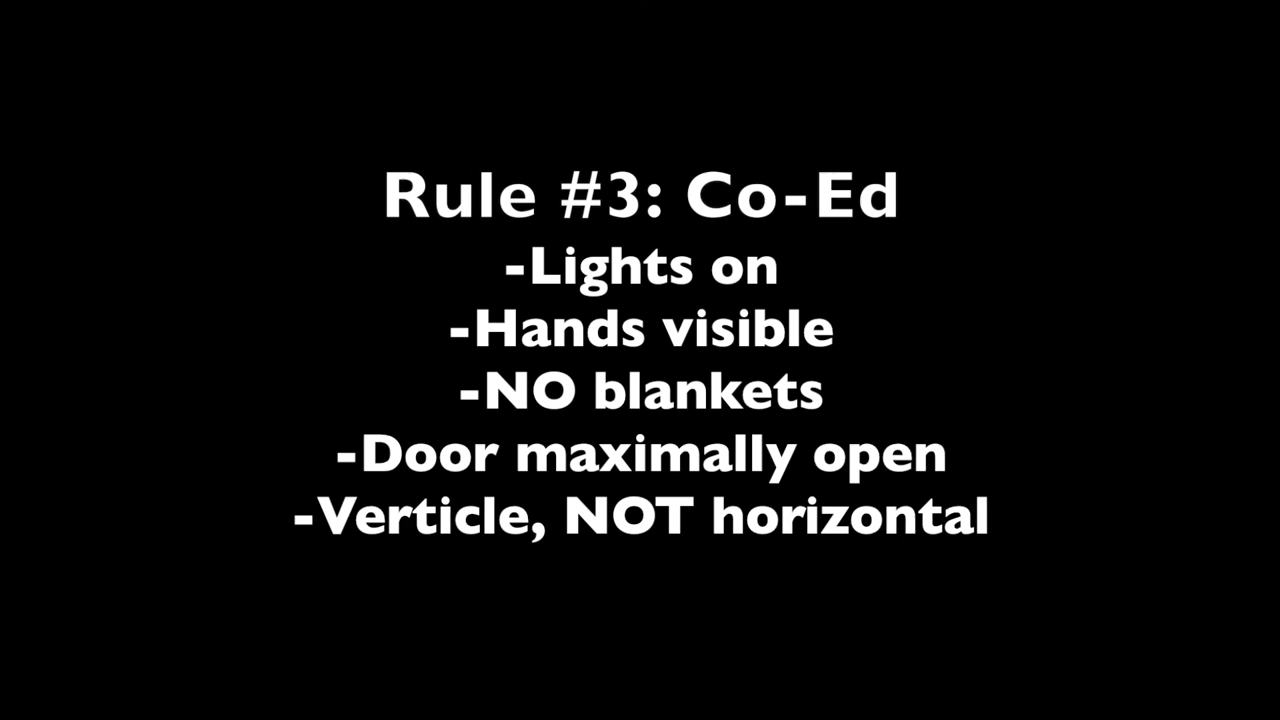 Rule #3: Co-Ed
-Lights on
-Hands visible
-NO blankets
-Door maximally open
-Verticle, NOT horizontal